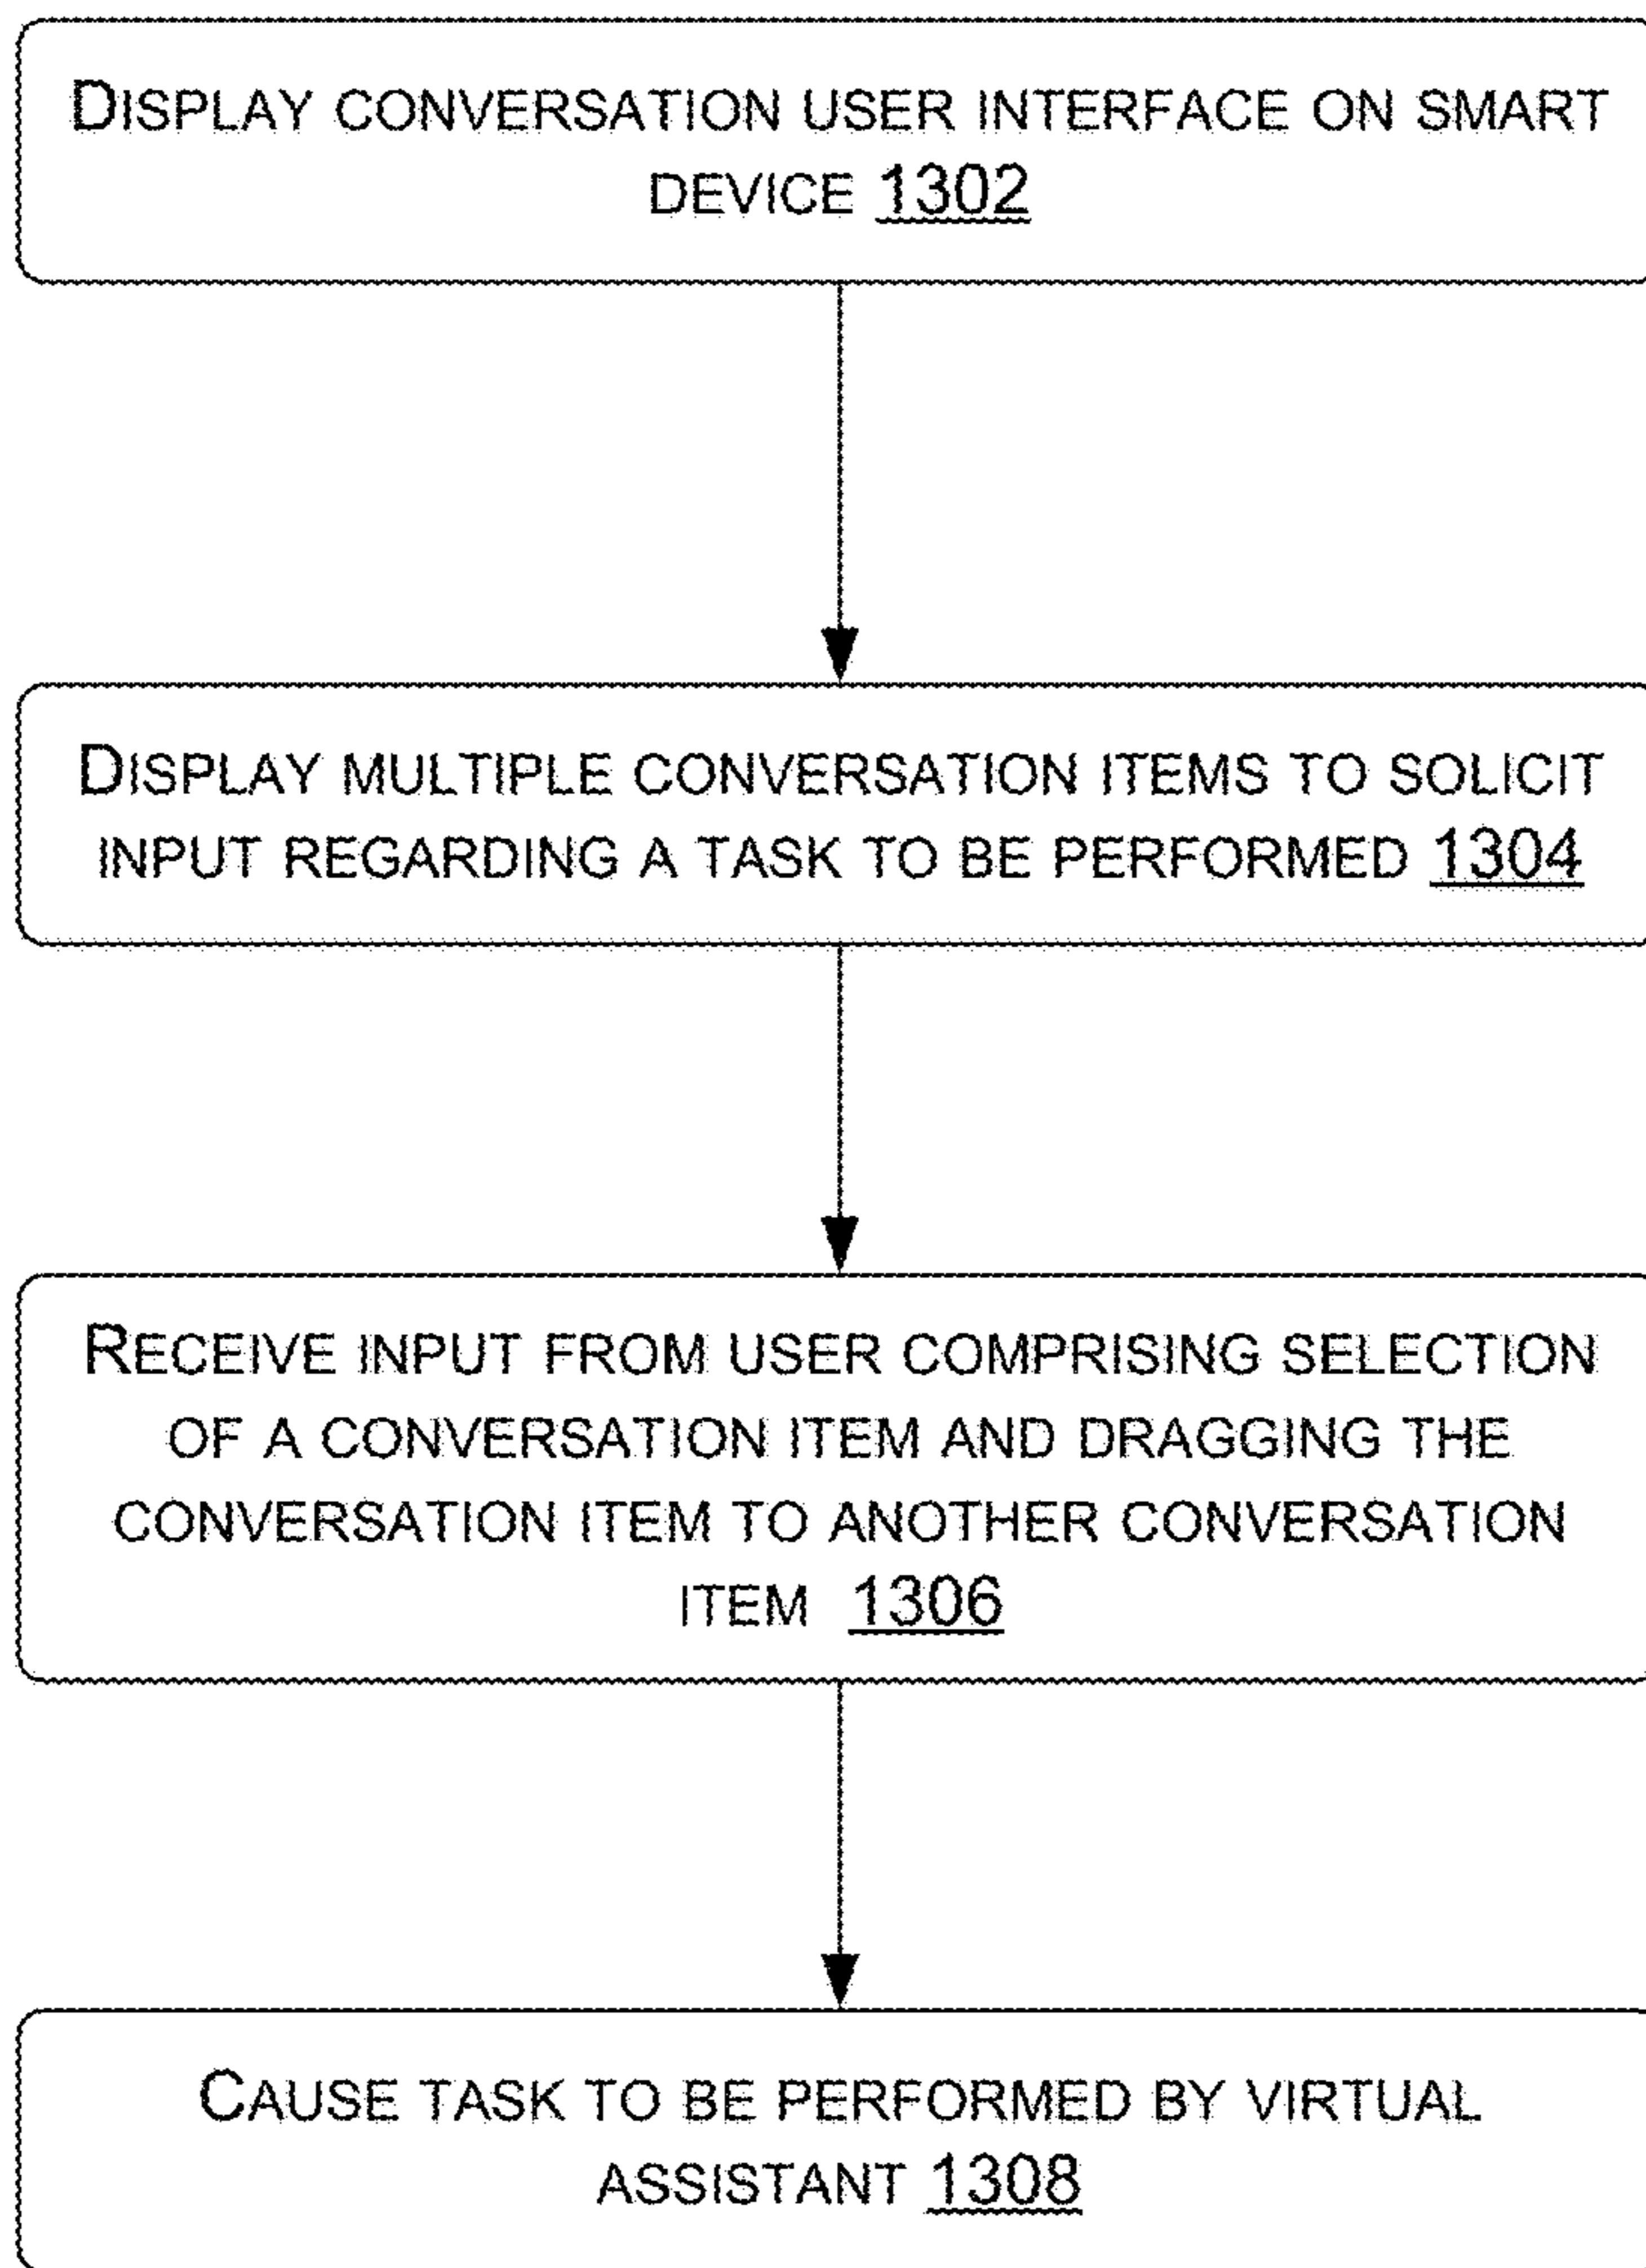 DISPLAY CONVERSATION USER INTERFACE ON SMART
DEVICE 1302
DISPLAY MULTIPLE CONVERSATION ITEMS TO SOLICIT
INPUT REGARDING A TASK TO BE PERFORMED 1304
RECEIVE INPUT FROM USER COMPRISING SELECTION
OF A CONVERSATION ITEM AND DRAGGING THE
CONVERSATION ITEM TO ANOTHER CONVERSATION
ITEM 1306
CAUSE TASK TO BE PERFORMED BY VIRTUAL
ASSISTANT 1308